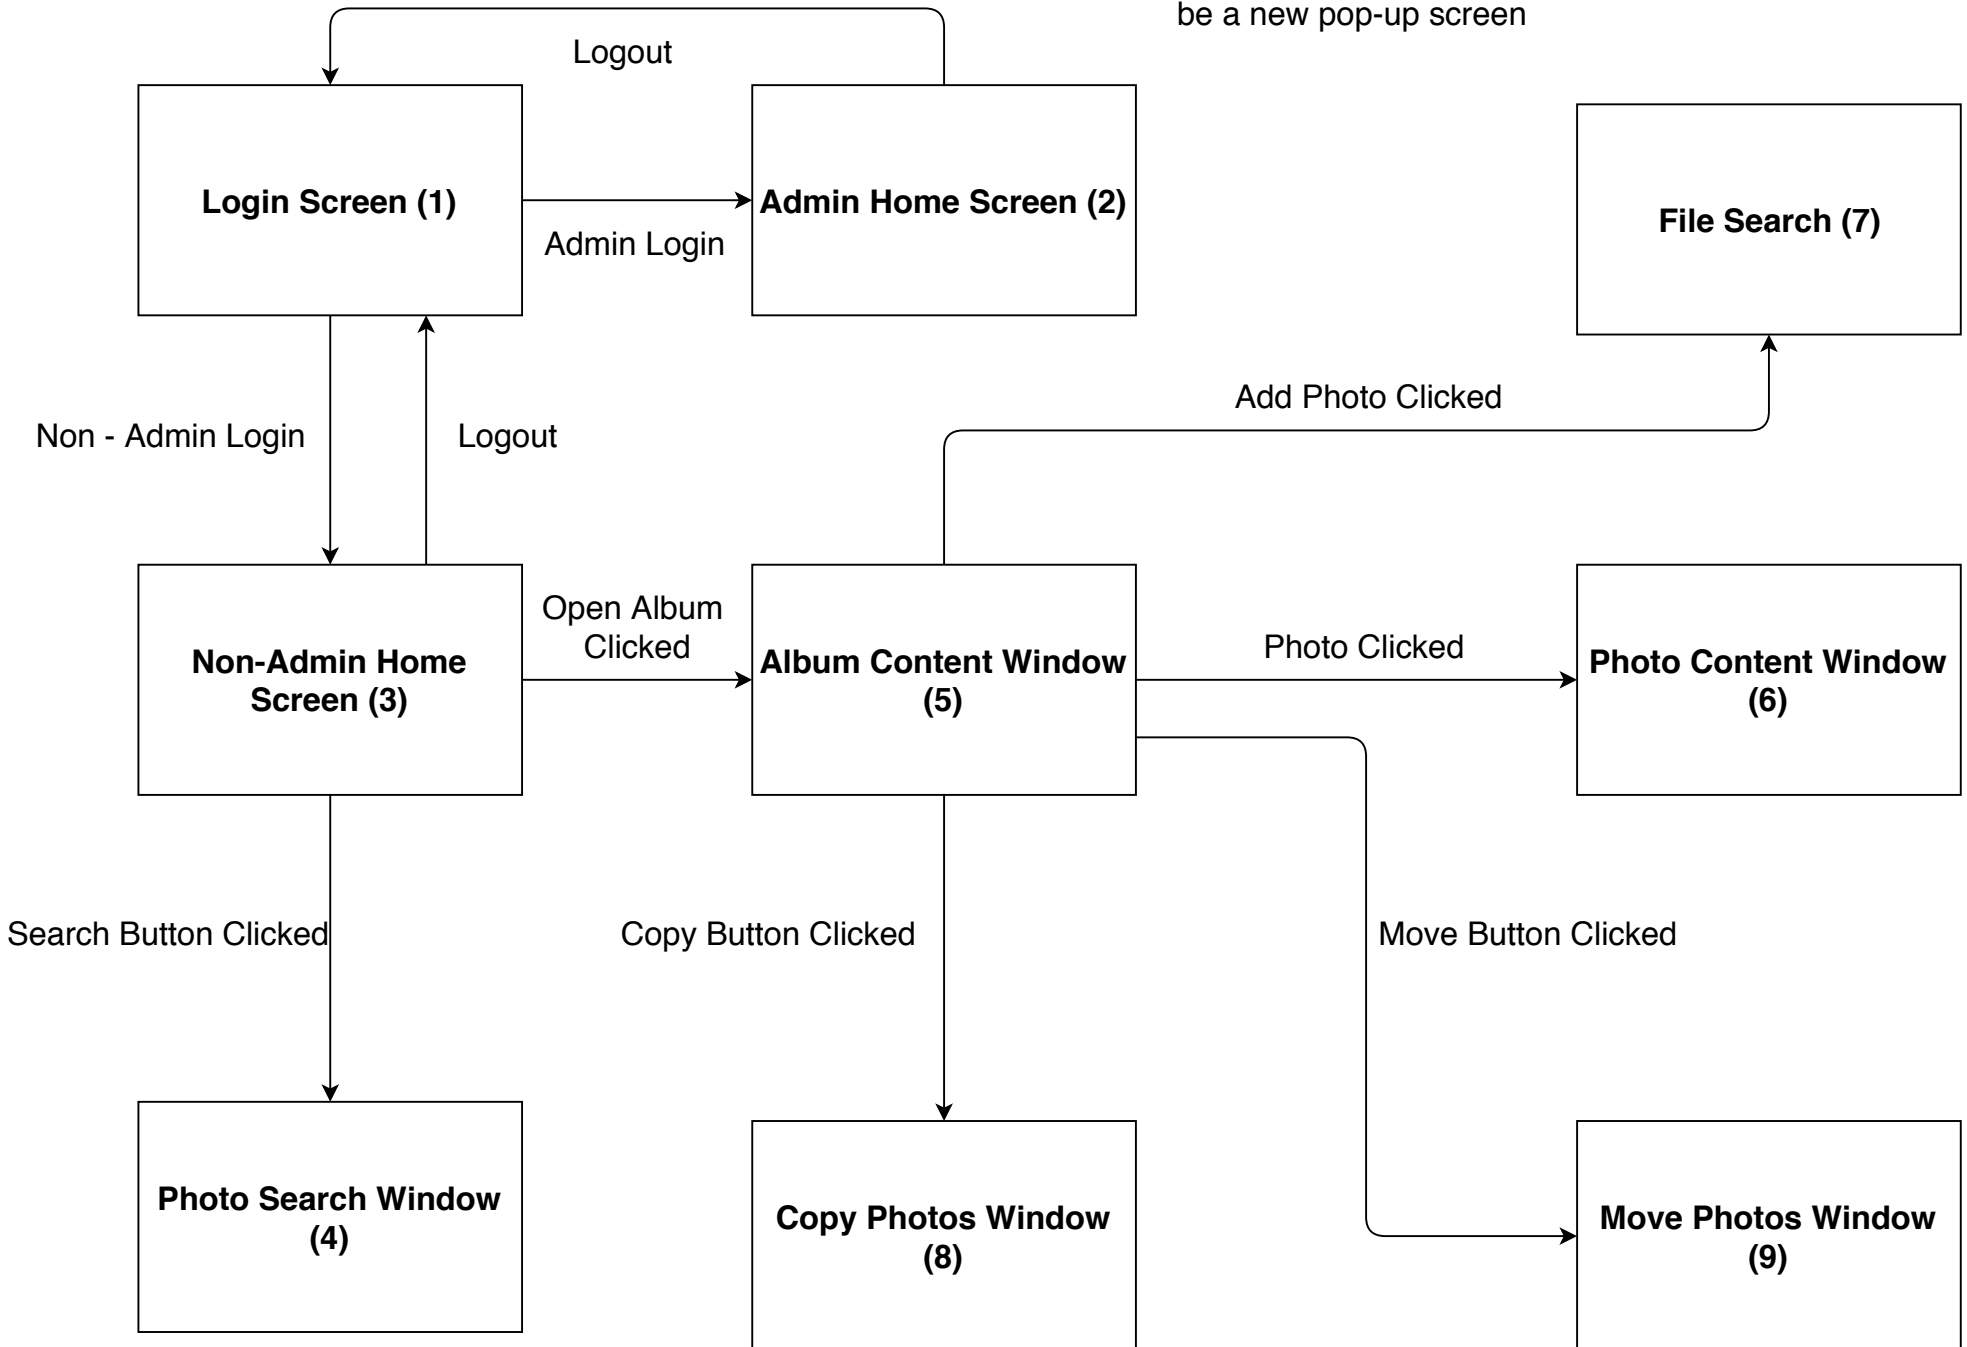 be a new pop-up screen
Logout
Login Screen (1)
Admin Home Screen (2)
File Search (7)
Admin Login
Add Photo Clicked
Non - Admin Login
Logout
Open Album
Clicked
Non-Admin Home
Screen (3)
Album Content Window
(5)
Photo Clicked
Photo Content Window
(6)
Search Button Clicked
Copy Button Clicked
Move Button Clicked
Photo Search Window
(4)
Copy Photos Window
(8)
Move Photos Window
(9)